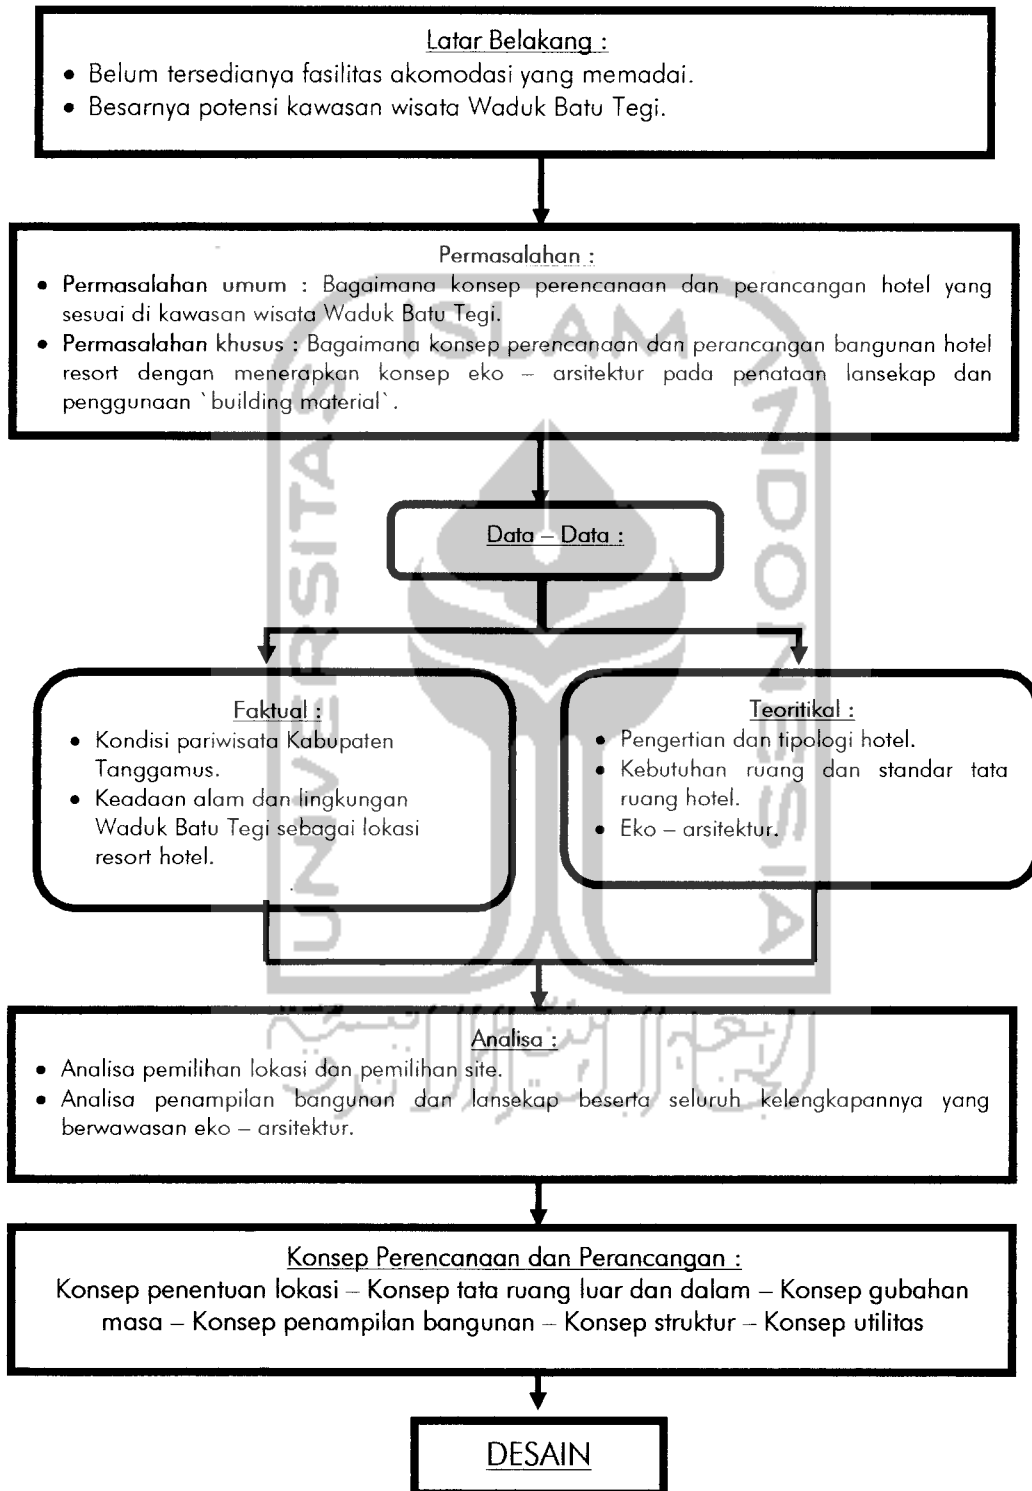 Latar Belakang :
• Belum tersedianya fasilitas akomodasi yang memadai.
• Besarnya potensi kawasan wisata Waduk Batu Tegi.
Permasalahan :
• Permasalahan umum : Bagaimana konsep perencanaan dan perancangan hotel yang
sesuai di kawasan wisata Waduk Batu Tegi.
• Permasalahan khusus : Bagaimana konsep perencanaan dan perancangan bangunan hotel
resort dengan menerapkan konsep eko – arsitektur pada penataan lansekap dan
penggunaan `building material`.
Data – Data :
Faktual :
• Kondisi pariwisata Kabupaten
Tanggamus.
• Keadaan alam dan lingkungan
Waduk Batu Tegi sebagai lokasi
resort hotel.
Teoritikal :
• Pengertian dan tipologi hotel.
• Kebutuhan ruang dan standar tata
ruang hotel.
• Eko – arsitektur.
Analisa :
• Analisa pemilihan lokasi dan pemilihan site.
• Analisa penampilan bangunan dan lansekap beserta seluruh kelengkapannya yang
berwawasan eko – arsitektur.
Konsep Perencanaan dan Perancangan :
Konsep penentuan lokasi – Konsep tata ruang luar dan dalam – Konsep gubahan
masa – Konsep penampilan bangunan – Konsep struktur – Konsep utilitas
DESAIN
UNIVERSITAS
ISLAM
INDONESIA